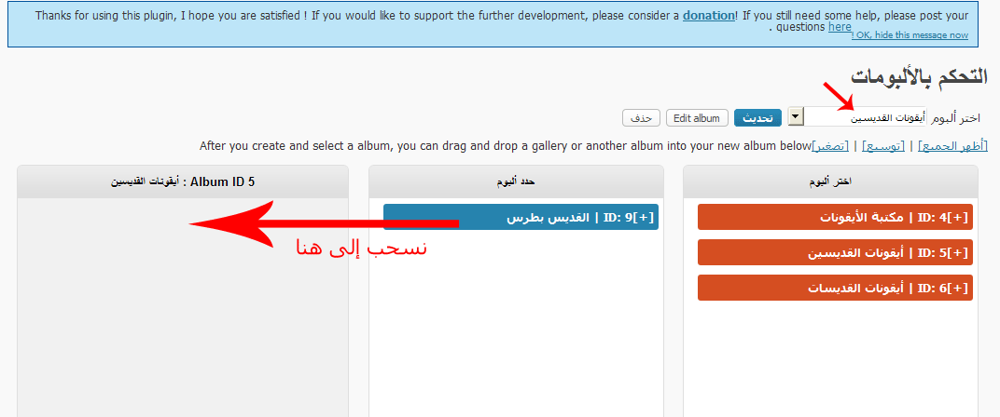 Thanks for using this plugin, I hope you are satisfied ! If you would like to support the further development, please consider a donation! If you still need some help, please post your
. questions here
! OK, hide this message now
التحكم بالألبومات
اختر ألبوم أيقونات القديسين تحديث Edit album حذف
[أظهر الجميع] | [توسيع] | [تصغير]After you create and select a album, you can drag and drop a gallery or another album into your new album below
اختر ألبوم
حدد ألبوم
Album ID 5 : أيقونات القديسين
[+]ID: 4 | مكتبة الأيقونات
[+]ID: 9 | القديس بطرس
[+]ID: 5 | أيقونات القديسين
[+]ID: 6 | أيقونات القديسات
نسحب إلى هنا